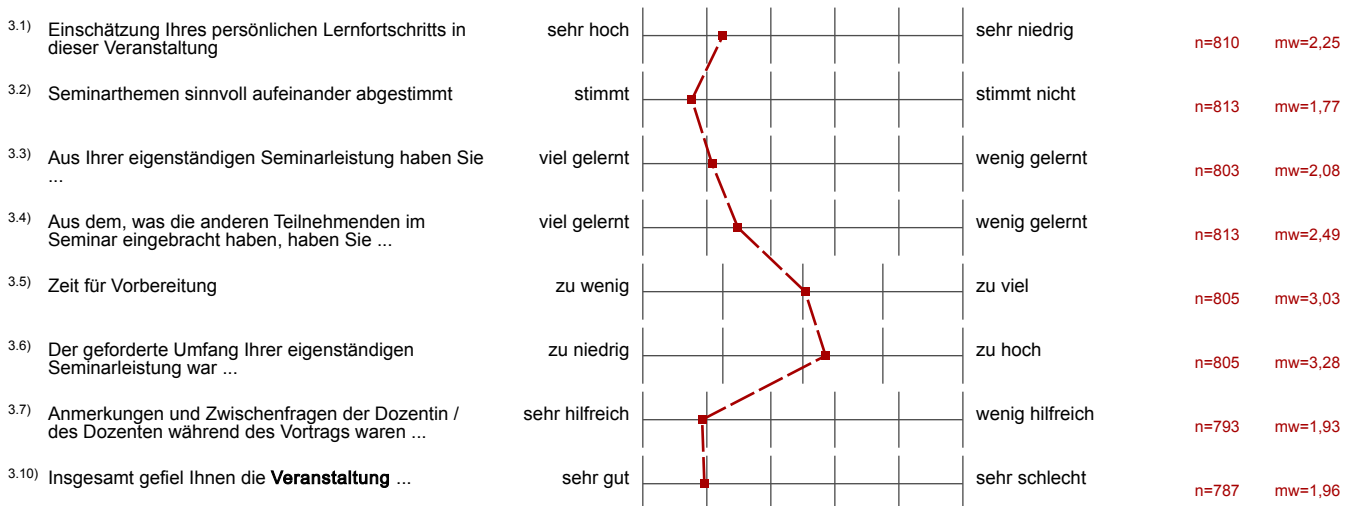 3.1) Einschätzung Ihres persönlichen Lernfortschritts in dieser Veranstaltung sehr hoch sehr niedrig n=810 mw=2,25
3.2) Seminarthemen sinnvoll aufeinander abgestimmt stimmt stimmt nicht n=813 mw=1,77
3.3) Aus Ihrer eigenständigen Seminarleistung haben Sie ... viel gelernt wenig gelernt n=803 mw=2,08
3.4) Aus dem, was die anderen Teilnehmenden im Seminar eingebracht haben, haben Sie ... viel gelernt wenig gelernt n=813 mw=2,49
3.5) Zeit für Vorbereitung zu wenig zu viel n=805 mw=3,03
3.6) Der geforderte Umfang Ihrer eigenständigen Seminarleistung war ... zu niedrig zu hoch n=805 mw=3,28
3.7) Anmerkungen und Zwischenfragen der Dozentin / des Dozenten während des Vortrags waren ... sehr hilfreich wenig hilfreich n=793 mw=1,93
3.10) Insgesamt gefiel Ihnen die Veranstaltung ... sehr gut sehr schlecht n=787 mw=1,96